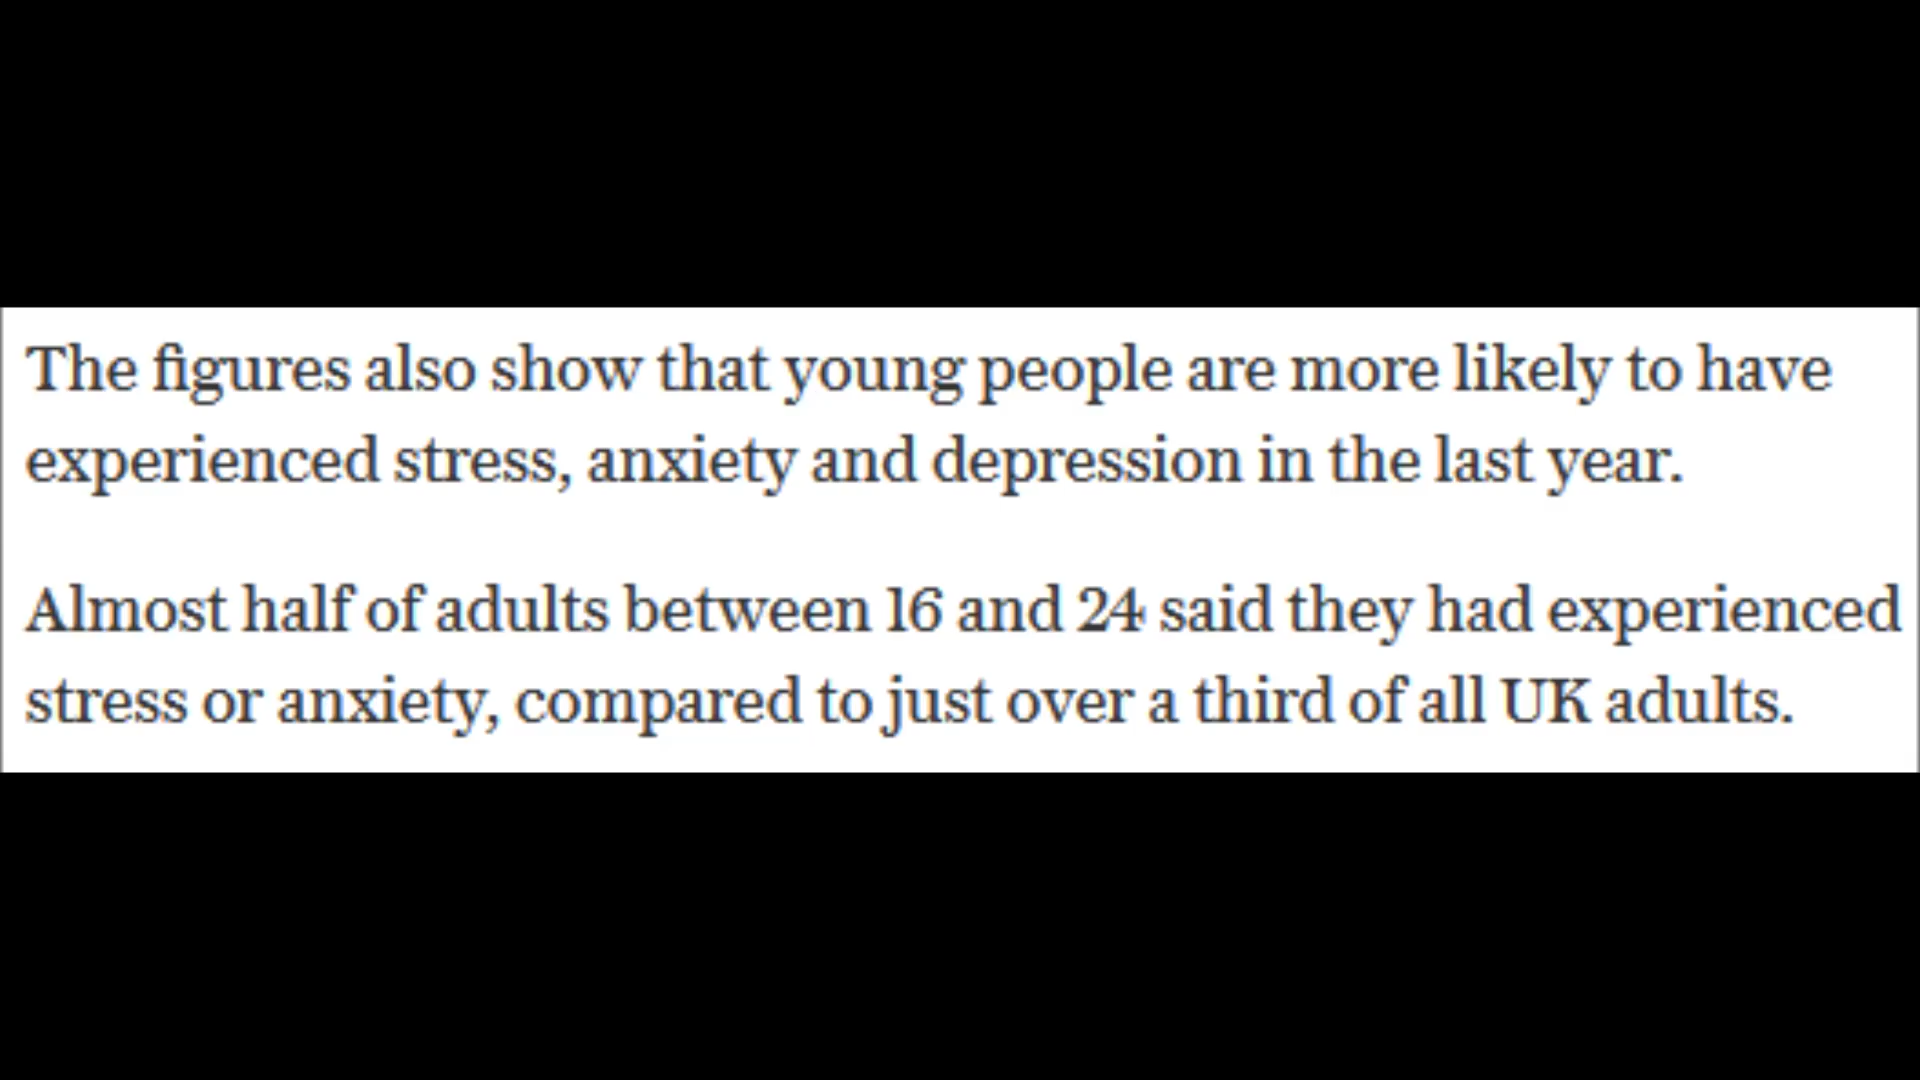 The figures also show that young people are more likely to have
experienced stress, anxiety and depression in the last year.
Almost half of adults between 16 and 24 said they had experienced
stress or anxiety, compared to just over a third of all UK adults.